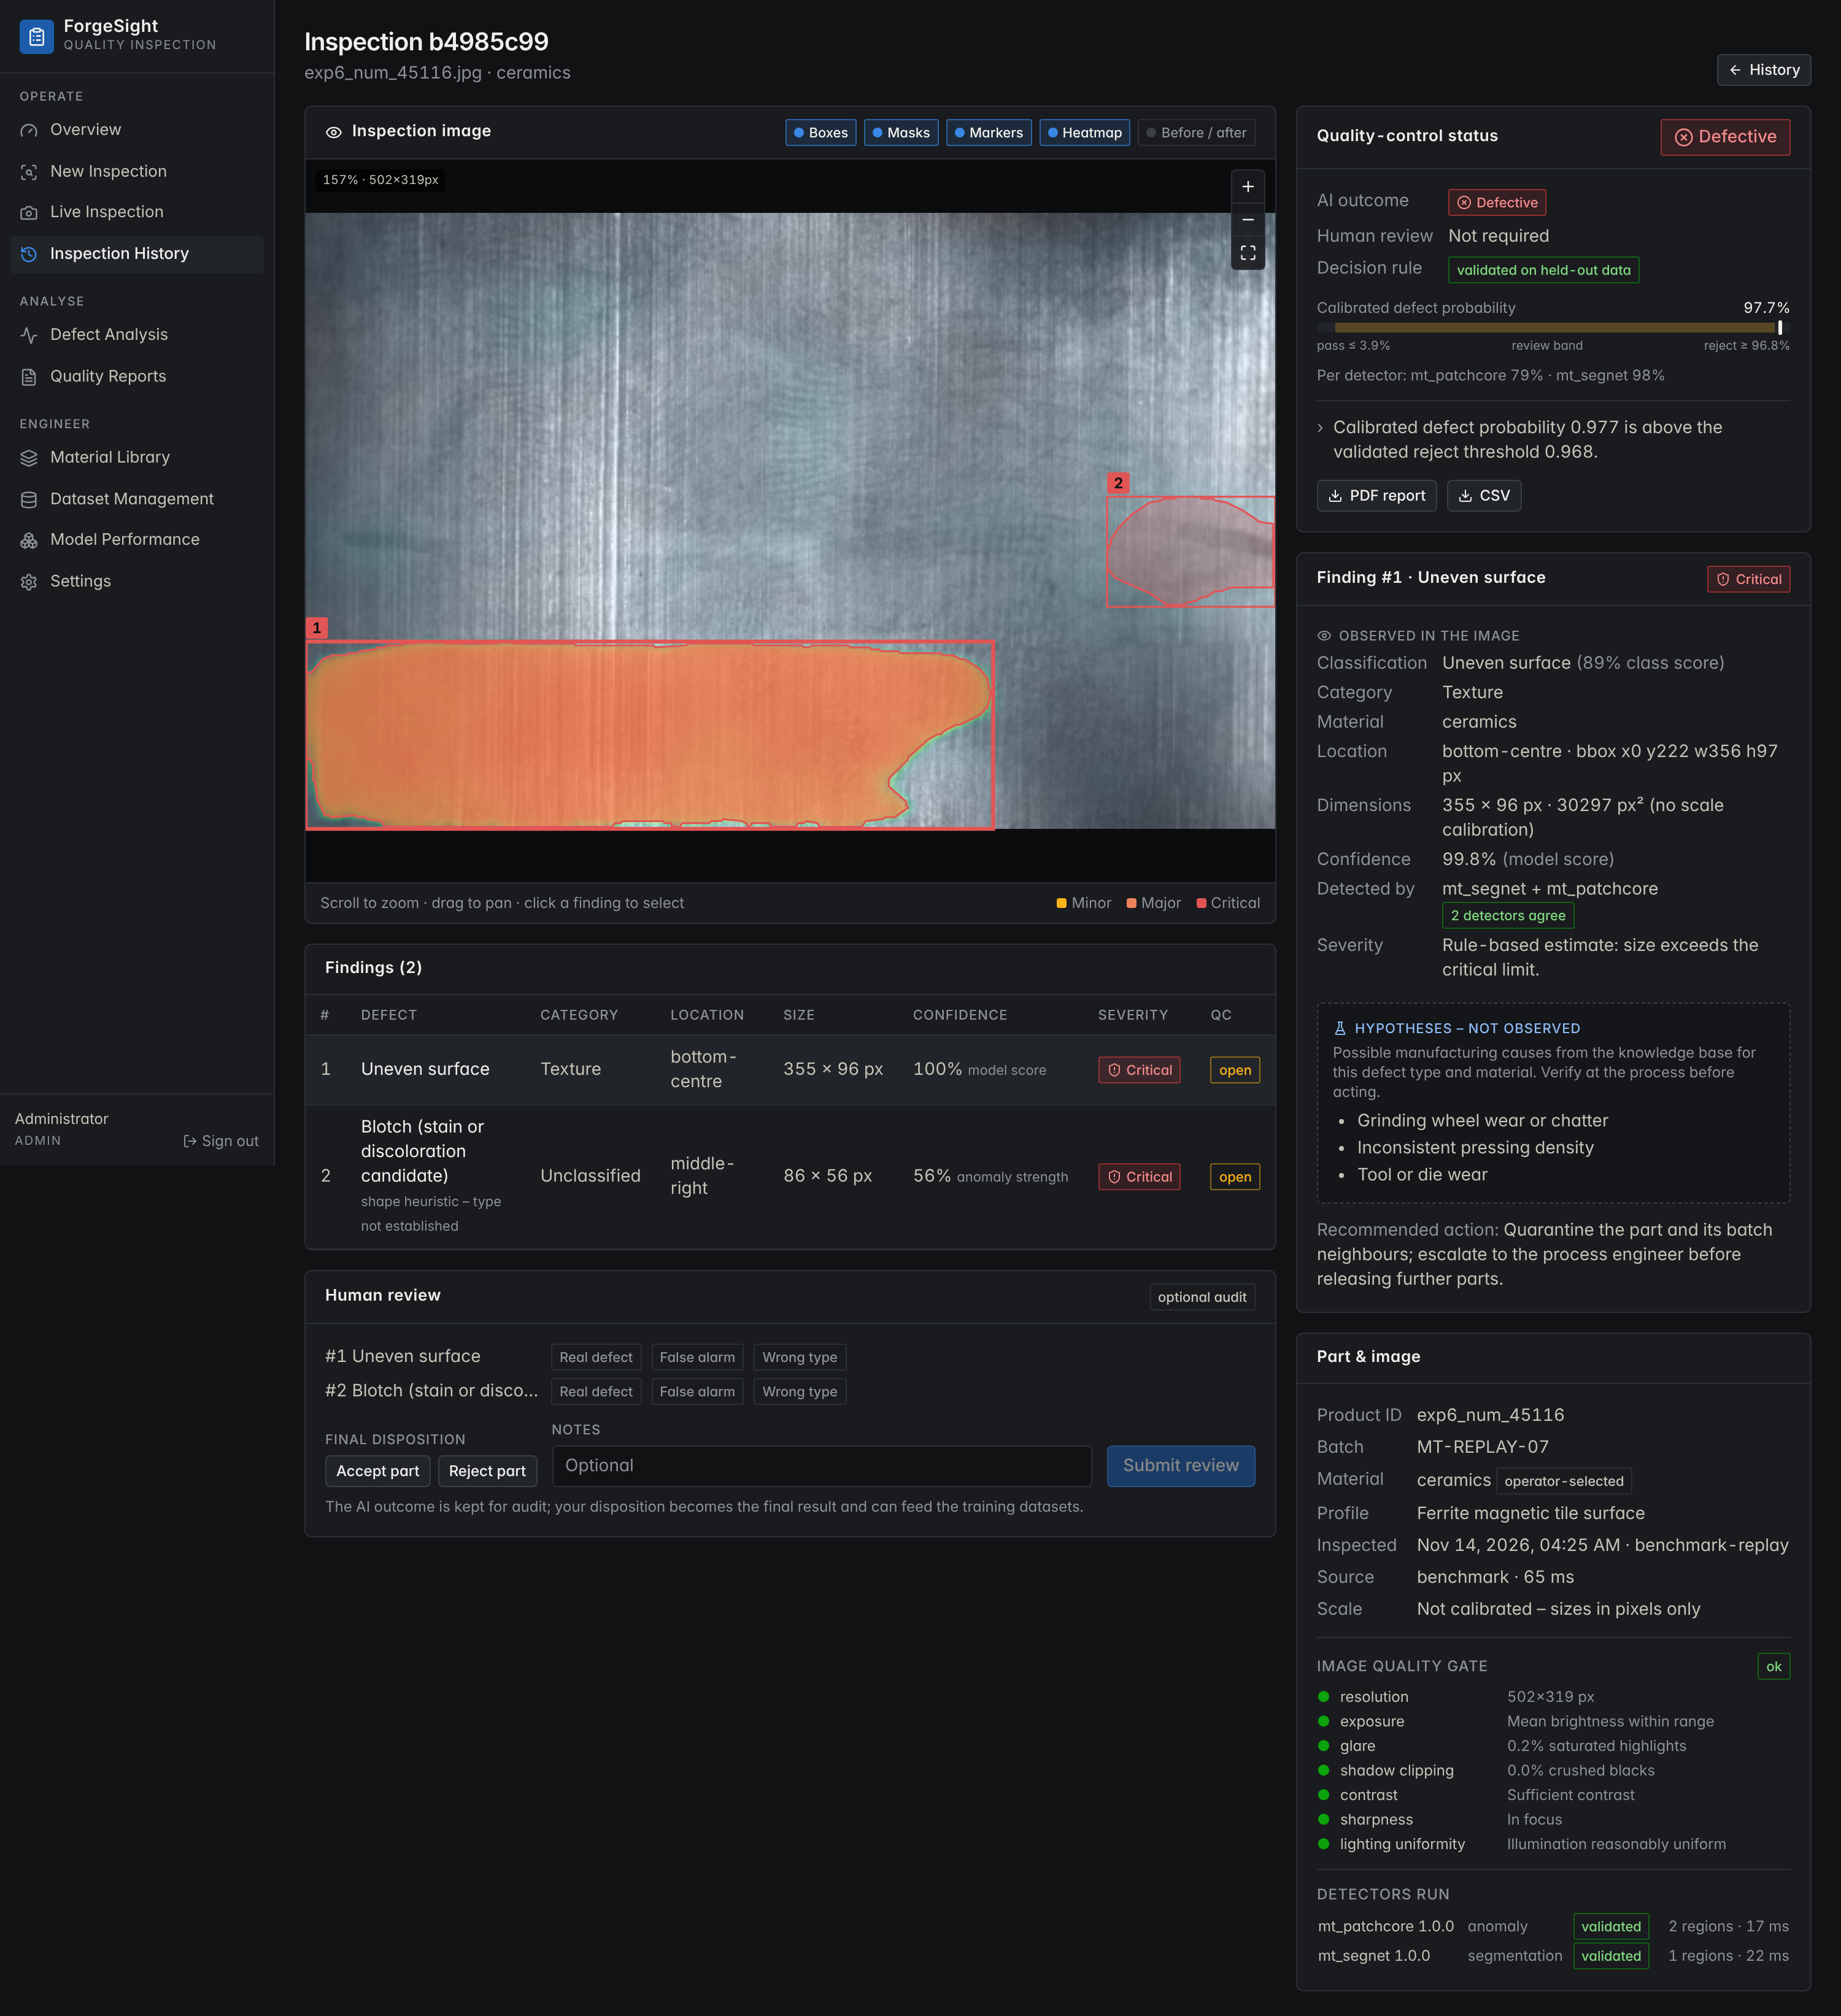 ForgeSight
QUALITY INSPECTION
OPERATE
Overview
New Inspection
Live Inspection
Inspection History
ANALYSE
Defect Analysis
Quality Reports
ENGINEER
Material Library
Dataset Management
Model Performance
Settings
Administrator
ADMIN
Sign out
Inspection b4985c99
exp6_num_45116.jpg · ceramics
History
Inspection image
Boxes
Masks
Markers
Heatmap
Before / after
157% · 502×319px
2
1
Scroll to zoom · drag to pan · click a finding to select
Minor
Major
Critical
Findings (2)
# DEFECT CATEGORY LOCATION SIZE CONFIDENCE SEVERITY QC
1 Uneven surface Texture bottom-
centre
355 × 96 px 100% model score Critical open
2 Blotch (stain or
discoloration
candidate)
shape heuristic – type
not established
Unclassified middle-
right
86 × 56 px 56% anomaly strength Critical open
Human review
optional audit
#1 Uneven surface Real defect False alarm Wrong type
#2 Blotch (stain or disco... Real defect False alarm Wrong type
FINAL DISPOSITION
Accept part Reject part
NOTES
Optional
Submit review
The AI outcome is kept for audit; your disposition becomes the final result and can feed the training datasets.
Quality-control status
Defective
AI outcome Defective
Human review Not required
Decision rule validated on held-out data
Calibrated defect probability 97.7%
pass ≤ 3.9% review band reject ≥ 96.8%
Per detector: mt_patchcore 79% · mt_segnet 98%
› Calibrated defect probability 0.977 is above the
validated reject threshold 0.968.
PDF report
CSV
Finding #1 · Uneven surface
Critical
OBSERVED IN THE IMAGE
Classification Uneven surface (89% class score)
Category Texture
Material ceramics
Location bottom-centre · bbox x0 y222 w356 h97
px
Dimensions 355 × 96 px · 30297 px² (no scale
calibration)
Confidence 99.8% (model score)
Detected by mt_segnet + mt_patchcore
2 detectors agree
Severity Rule-based estimate: size exceeds the
critical limit.
HYPOTHESES – NOT OBSERVED
Possible manufacturing causes from the knowledge base for
this defect type and material. Verify at the process before
acting.
• Grinding wheel wear or chatter
• Inconsistent pressing density
• Tool or die wear
Recommended action: Quarantine the part and its batch
neighbours; escalate to the process engineer before
releasing further parts.
Part & image
Product ID exp6_num_45116
Batch MT-REPLAY-07
Material ceramics operator-selected
Profile Ferrite magnetic tile surface
Inspected Nov 14, 2026, 04:25 AM · benchmark-replay
Source benchmark · 65 ms
Scale Not calibrated – sizes in pixels only
IMAGE QUALITY GATE ok
resolution 502×319 px
exposure Mean brightness within range
glare 0.2% saturated highlights
shadow clipping 0.0% crushed blacks
contrast Sufficient contrast
sharpness In focus
lighting uniformity Illumination reasonably uniform
DETECTORS RUN
mt_patchcore 1.0.0 anomaly validated 2 regions · 17 ms
mt_segnet 1.0.0 segmentation validated 1 regions · 22 ms